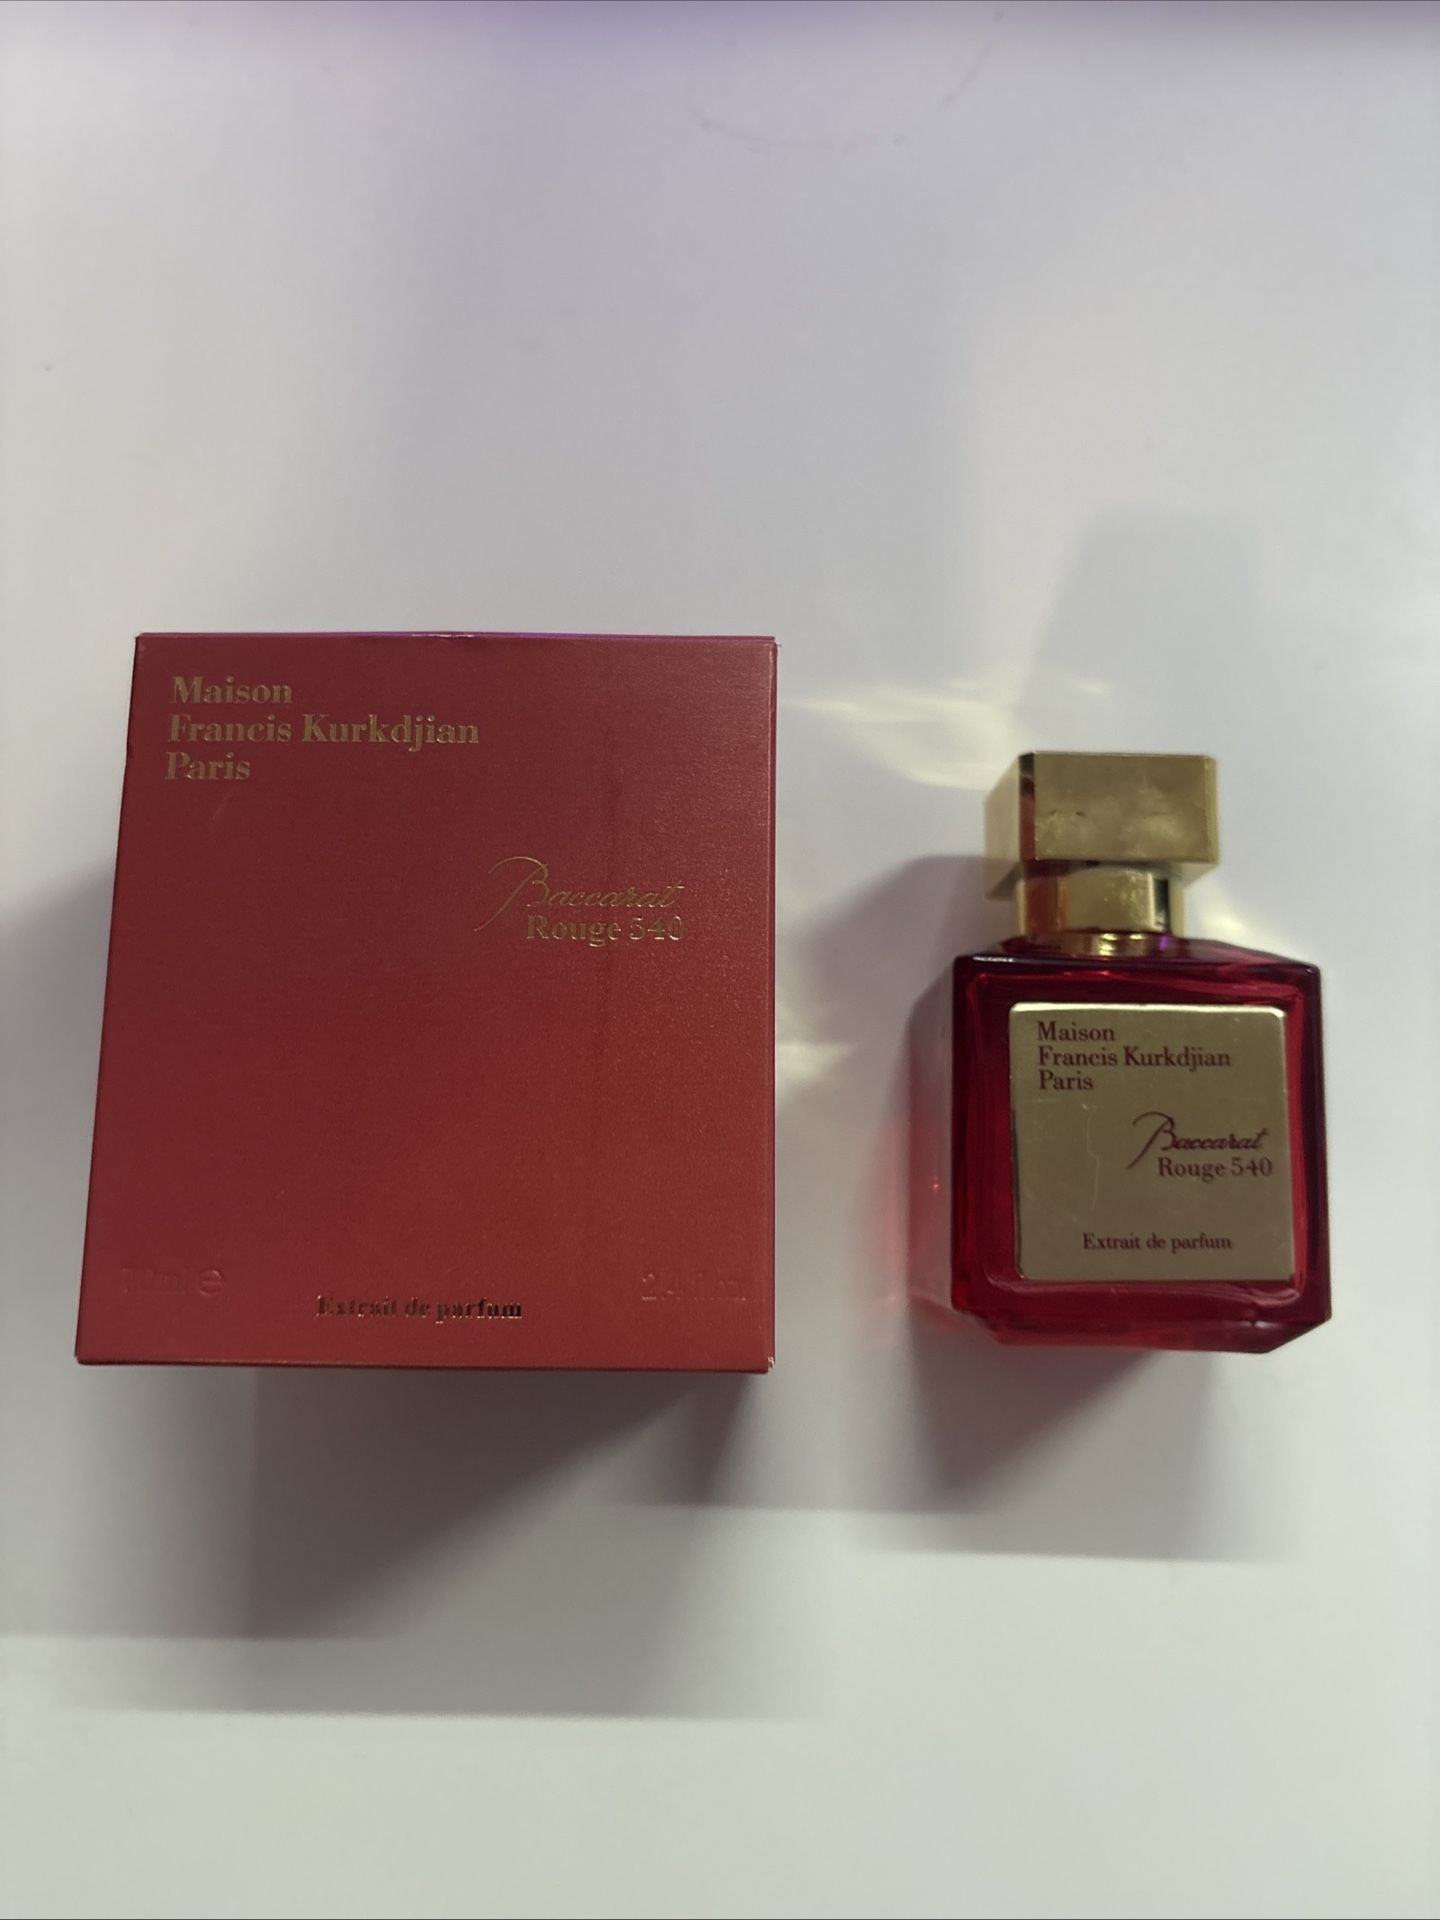 Maison
Francis Kurkdjian
Paris
Baccarat
Rouge 540
70ml e
Extrait de parfum
Maison
Francis Kurkdjian
Paris
Baccarat
Rouge 540
Extrait de parfum